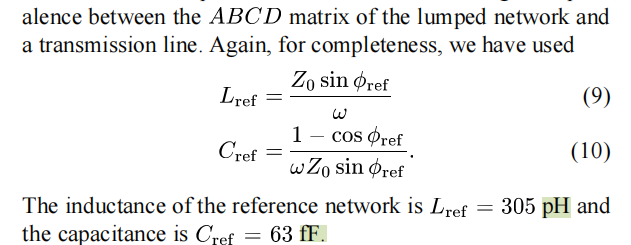 alence between the ABCD matrix of the lumped network and
a transmission line. Again, for completeness, we have used
L_ref = Z_0 sin ϕ_ref / ω (9)
C_ref = 1 − cos ϕ_ref / ωZ_0 sin ϕ_ref . (10)
The inductance of the reference network is L_ref = 305 pH and
the capacitance is C_ref = 63 fF.